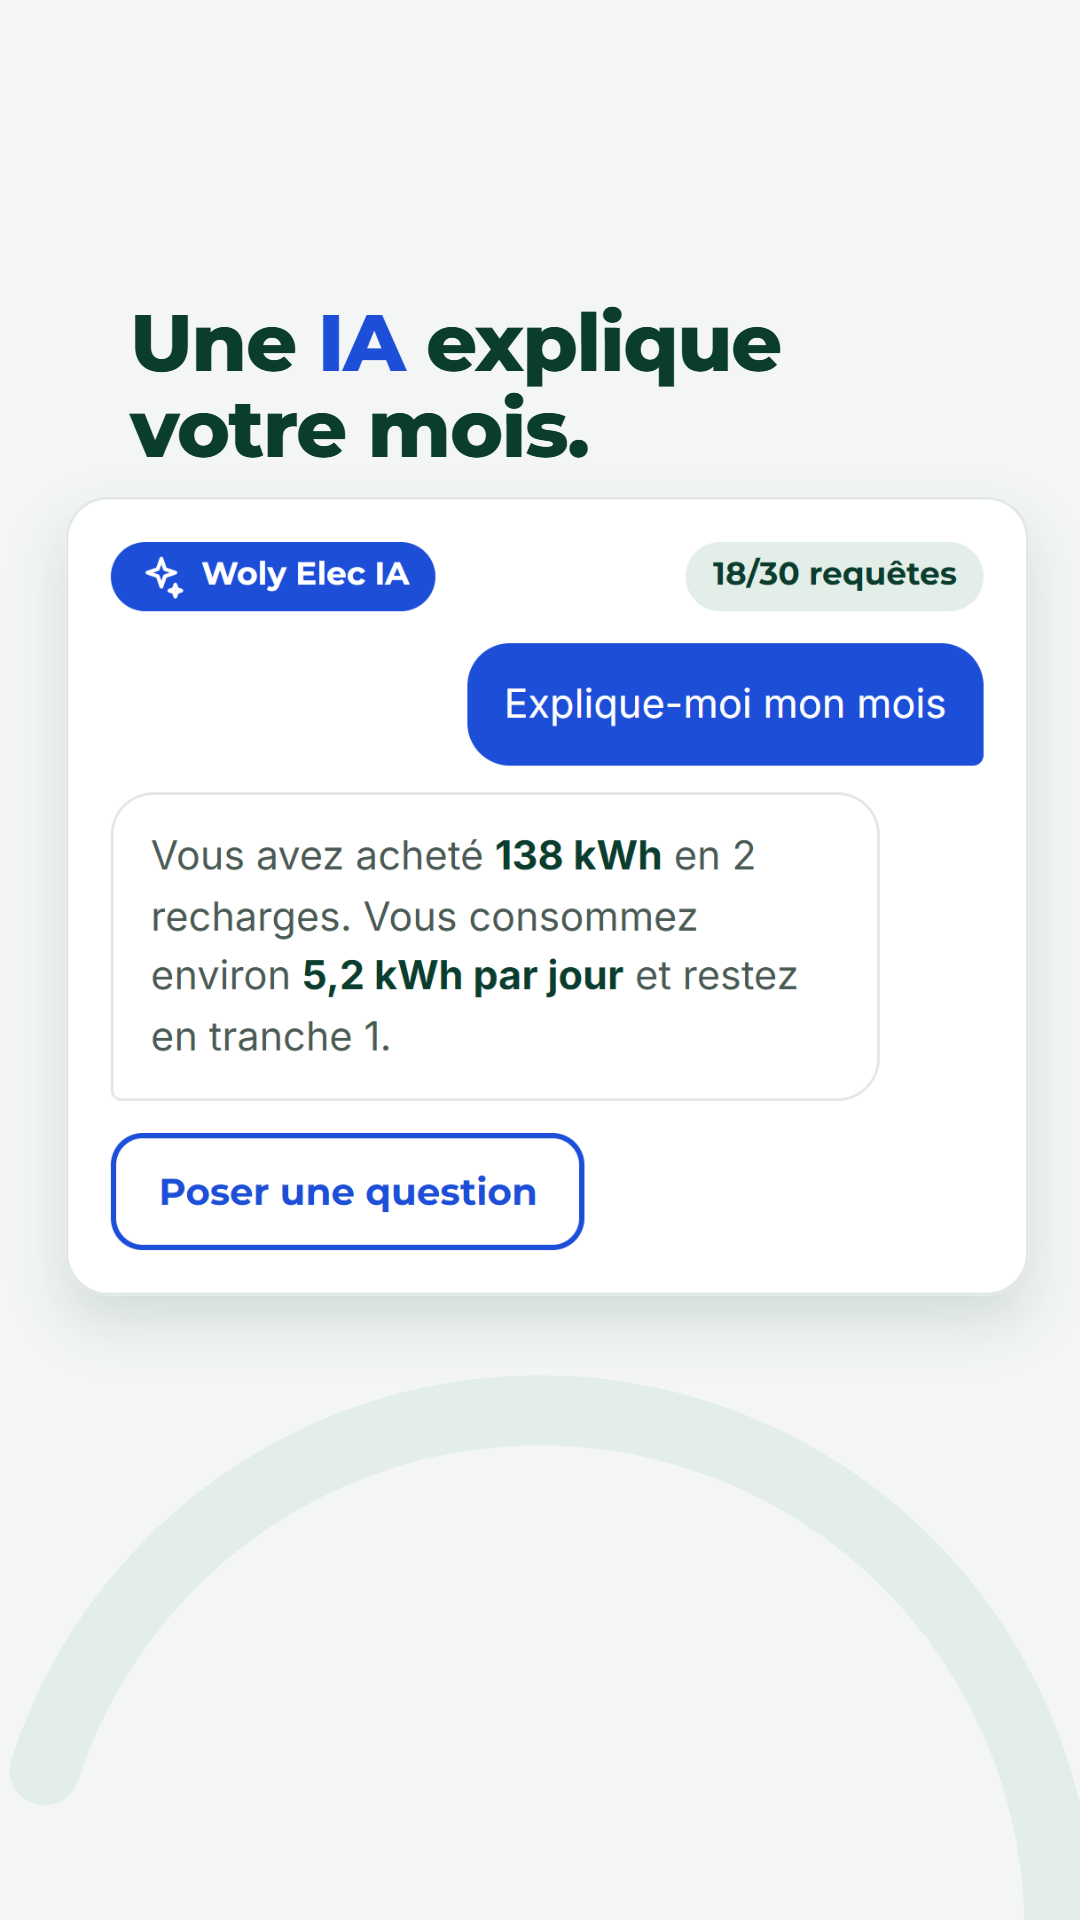 Une IA explique
votre mois.
Woly Elec IA
18/30 requêtes
Explique-moi mon mois
Vous avez acheté 138 kWh en 2
recharges. Vous consommez
environ 5,2 kWh par jour et restez
en tranche 1.
Poser une question